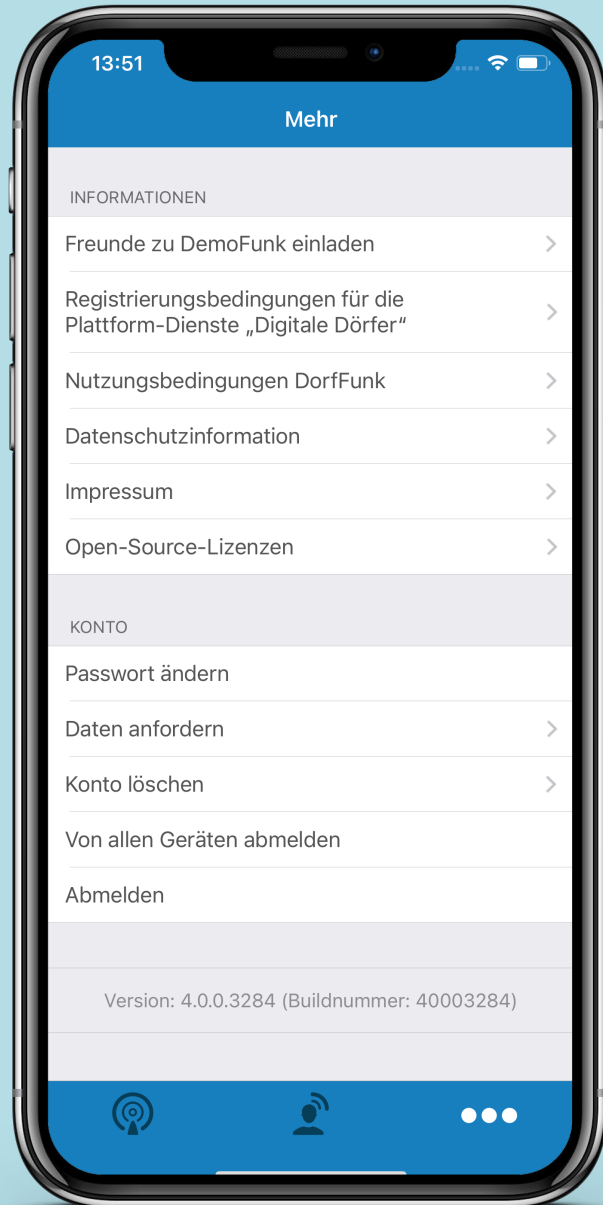 13:51
Mehr
INFORMATIONEN
Freunde zu DemoFunk einladen
Registrierungsbedingungen für die
Plattform-Dienste „Digitale Dörfer“
Nutzungsbedingungen DorfFunk
Datenschutzinformation
Impressum
Open-Source-Lizenzen
KONTO
Passwort ändern
Daten anfordern
Konto löschen
Von allen Geräten abmelden
Abmelden
Version: 4.0.0.3284 (Buildnummer: 40003284)